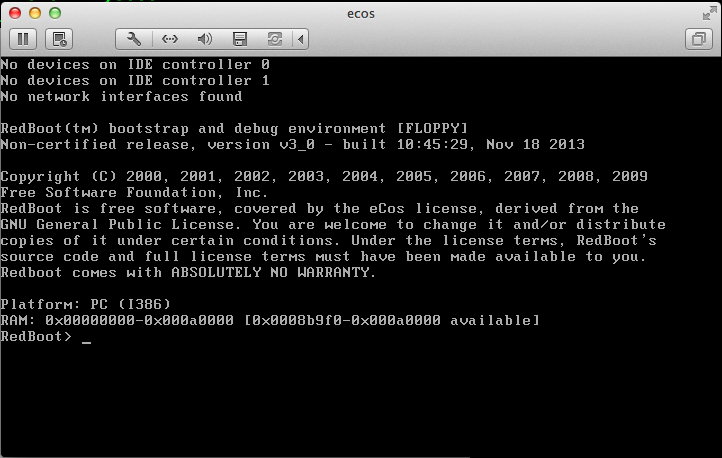 ecos
No devices on IDE controller 0
No devices on IDE controller 1
No network interfaces found
RedBoot(tm) bootstrap and debug environment [FLOPPY]
Non-certified release, version v3_0 - built 10:45:29, Nov 18 2013
Copyright (C) 2000, 2001, 2002, 2003, 2004, 2005, 2006, 2007, 2008, 2009
Free Software Foundation, Inc.
RedBoot is free software, covered by the eCos license, derived from the
GNU General Public License. You are welcome to change it and/or distribute
copies of it under certain conditions. Under the license terms, RedBoot's
source code and full license terms must have been made available to you.
Redboot comes with ABSOLUTELY NO WARRANTY.
Platform: PC (I386)
RAM: 0x00000000-0x000a0000 [0x0008b9f0-0x000a0000 available]
RedBoot> _